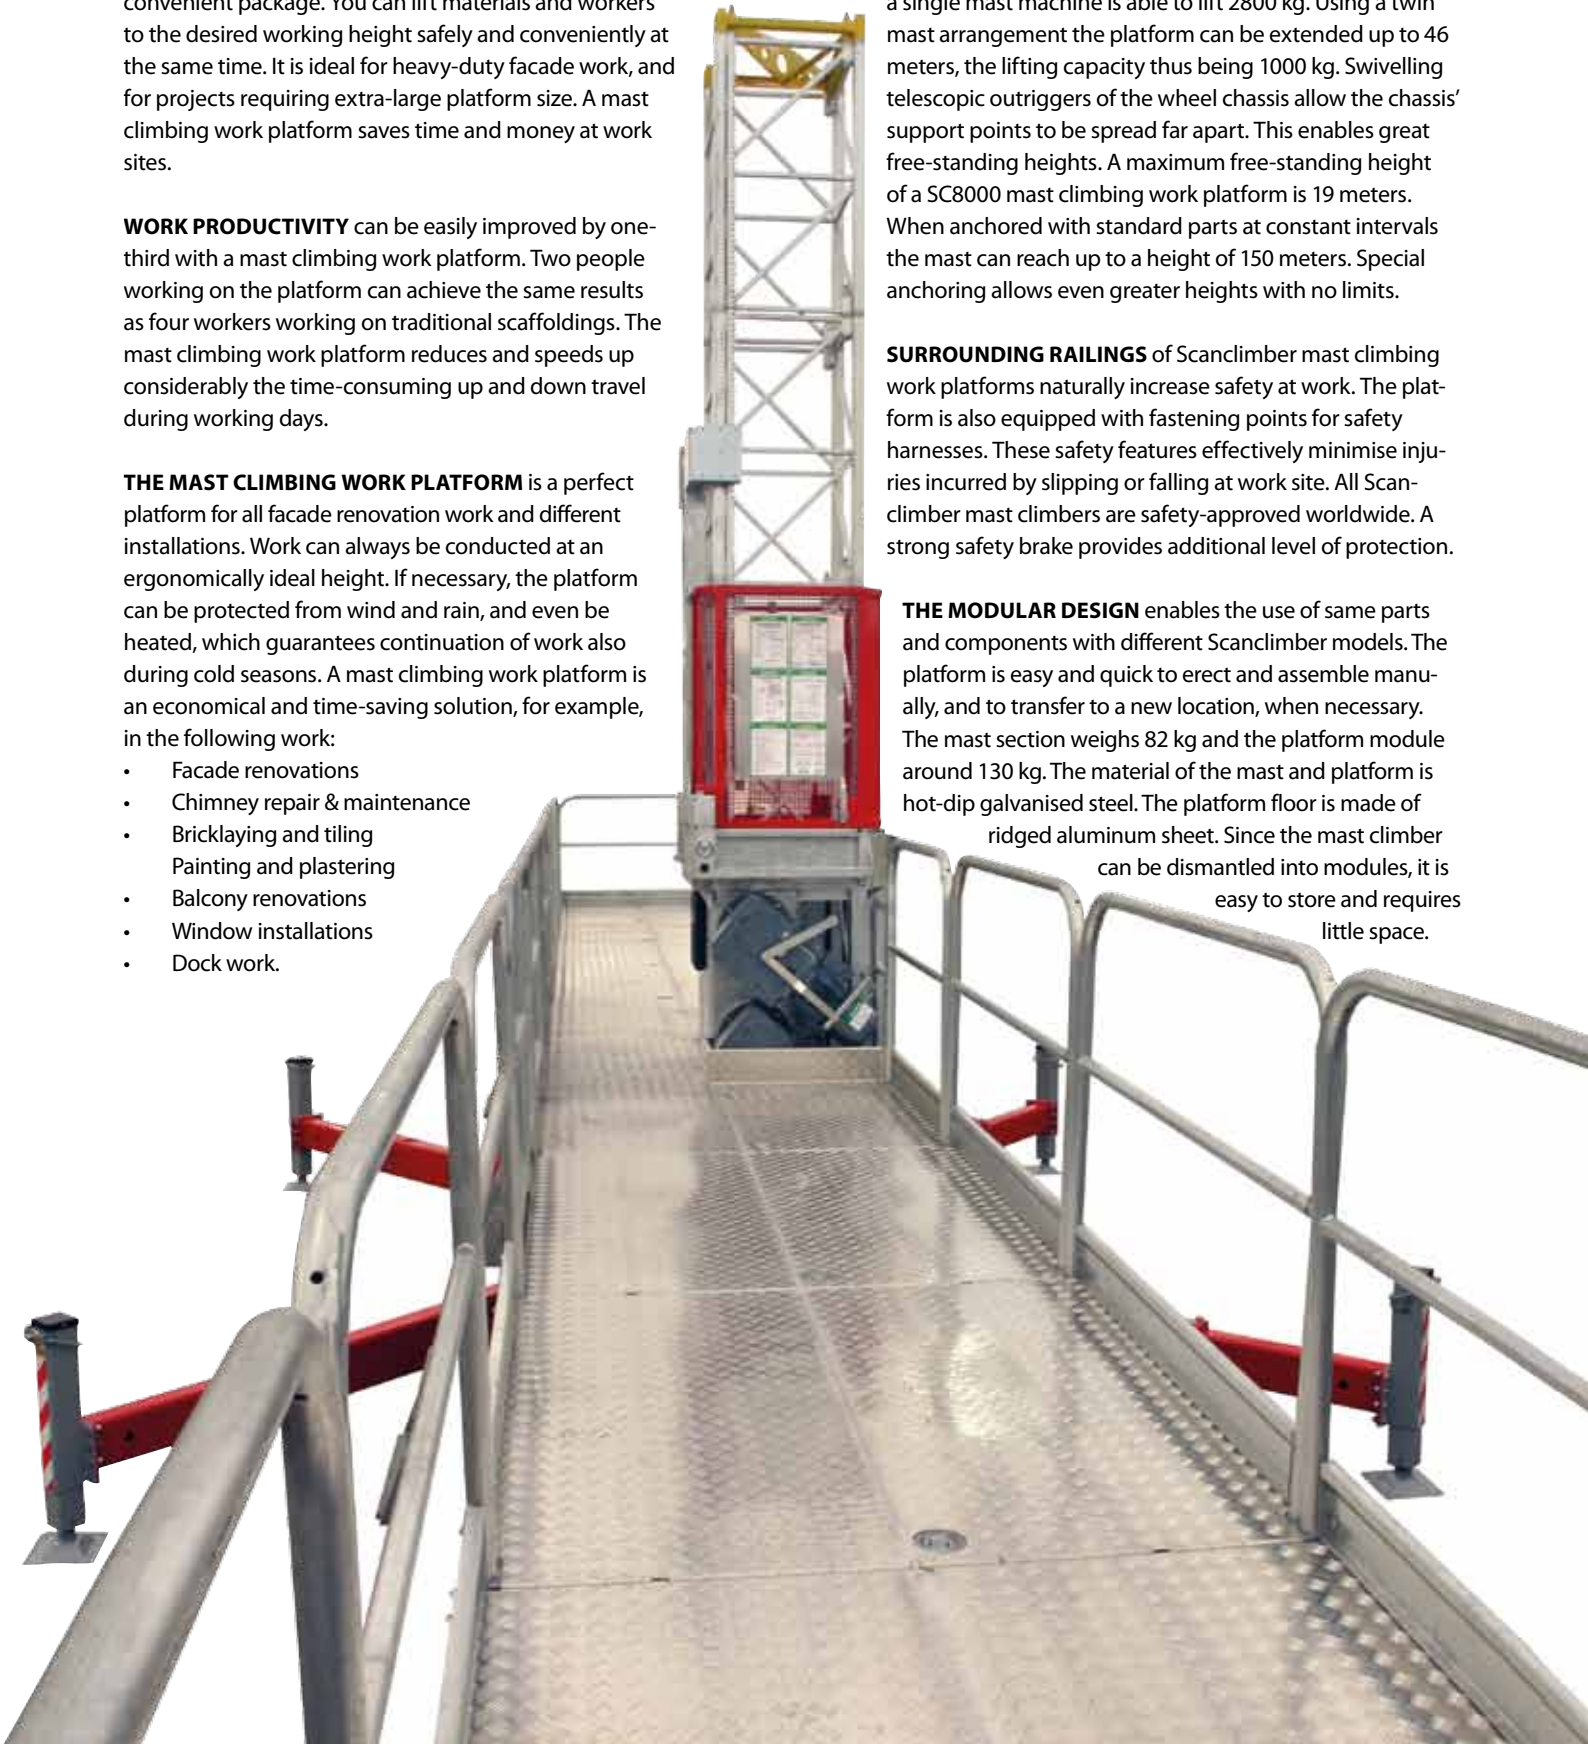 convenient package. You can lift materials and workers
to the desired working height safely and conveniently at
the same time. It is ideal for heavy-duty facade work, and
for projects requiring extra-large platform size. A mast
climbing work platform saves time and money at work
sites.
WORK PRODUCTIVITY can be easily improved by one-
third with a mast climbing work platform. Two people
working on the platform can achieve the same results
as four workers working on traditional scaffoldings. The
mast climbing work platform reduces and speeds up
considerably the time-consuming up and down travel
during working days.
THE MAST CLIMBING WORK PLATFORM is a perfect
platform for all facade renovation work and different
installations. Work can always be conducted at an
ergonomically ideal height. If necessary, the platform
can be protected from wind and rain, and even be
heated, which guarantees continuation of work also
during cold seasons. A mast climbing work platform is
an economical and time-saving solution, for example,
in the following work:
• Facade renovations
• Chimney repair & maintenance
• Bricklaying and tiling
Painting and plastering
• Balcony renovations
• Window installations
• Dock work.
a single mast machine is able to lift 2800 kg. Using a twin
mast arrangement the platform can be extended up to 46
meters, the lifting capacity thus being 1000 kg. Swivelling
telescopic outriggers of the wheel chassis allow the chassis’
support points to be spread far apart. This enables great
free-standing heights. A maximum free-standing height
of a SC8000 mast climbing work platform is 19 meters.
When anchored with standard parts at constant intervals
the mast can reach up to a height of 150 meters. Special
anchoring allows even greater heights with no limits.
SURROUNDING RAILINGS of Scanclimber mast climbing
work platforms naturally increase safety at work. The plat-
form is also equipped with fastening points for safety
harnesses. These safety features effectively minimise inju-
ries incurred by slipping or falling at work site. All Scan-
climber mast climbers are safety-approved worldwide. A
strong safety brake provides additional level of protection.
THE MODULAR DESIGN enables the use of same parts
and components with different Scanclimber models. The
platform is easy and quick to erect and assemble manu-
ally, and to transfer to a new location, when necessary.
The mast section weighs 82 kg and the platform module
around 130 kg. The material of the mast and platform is
hot-dip galvanised steel. The platform floor is made of
ridged aluminum sheet. Since the mast climber
can be dismantled into modules, it is
easy to store and requires
little space.